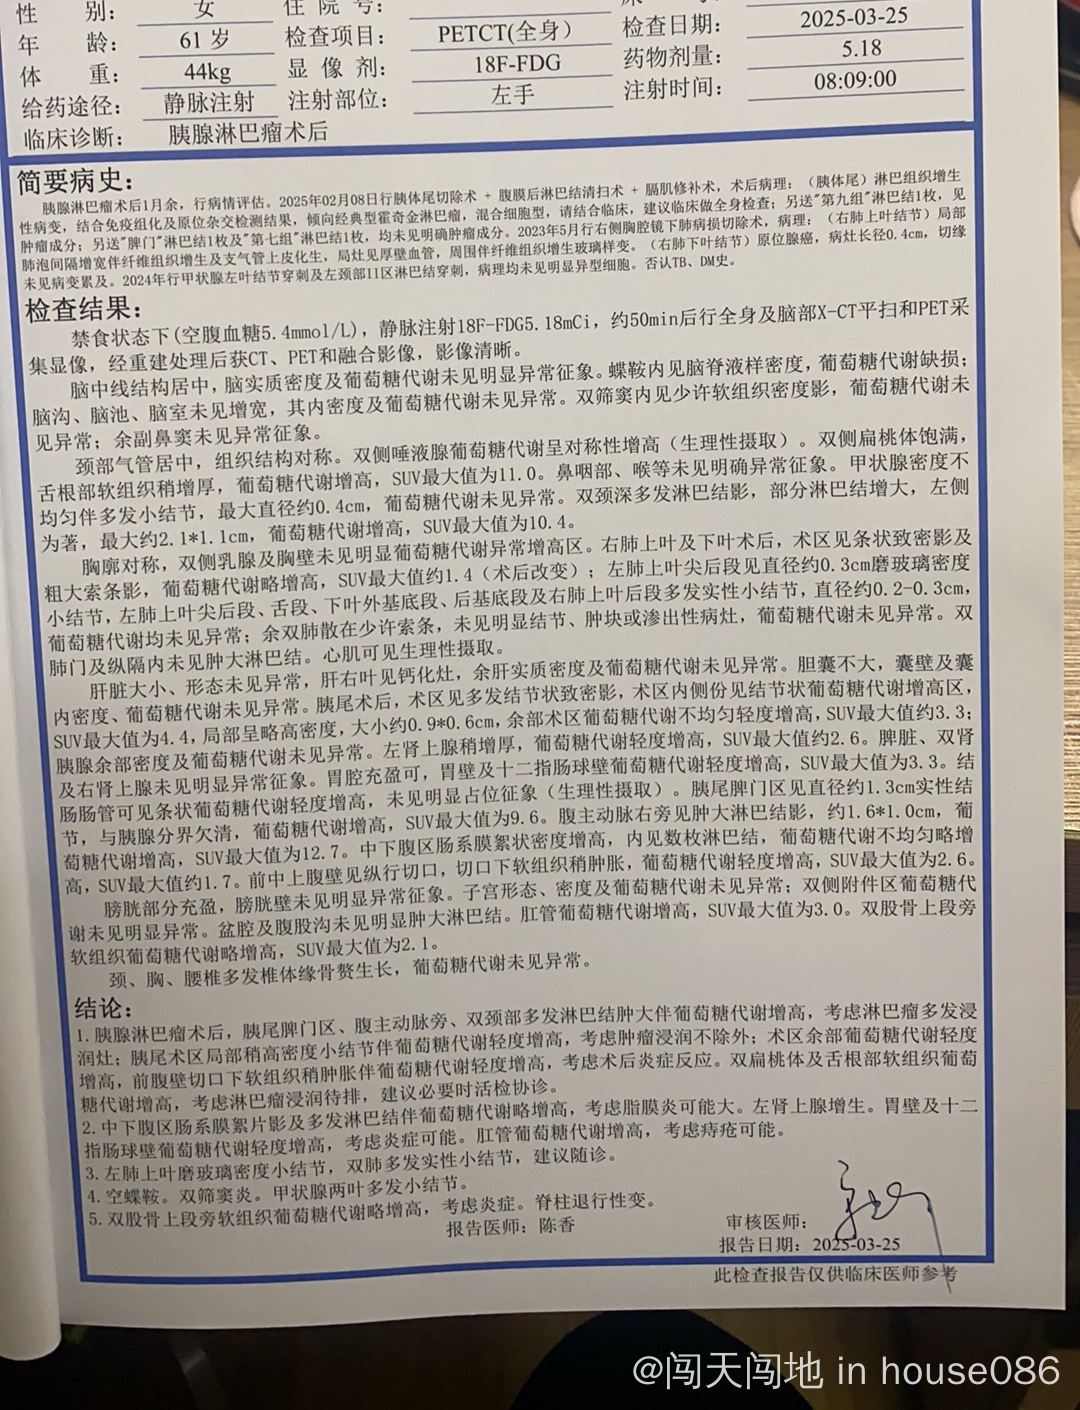 性 别： 女 住 院 号：
年 龄： 61 岁 检查项目： PETCT(全身） 检查日期： 2025-03-25
体 重： 44kg 显 像 剂： 18F-FDG 药物剂量： 5.18
给药途径： 静脉注射 注射部位： 左手 注射时间： 08:09:00
临床诊断： 胰腺淋巴瘤术后
简要病史：
胰腺淋巴瘤术后1月余，行病情评估。2025年02月08日行胰体尾切除术 + 腹膜后淋巴结清扫术 + 膈肌修补术，术后病理：（胰体尾）淋巴组织增生
性病变，结合免疫组化及原位杂交检测结果，倾向经典型霍奇金淋巴瘤，混合细胞型，请结合临床，建议临床做全身检查；另送"第九组"淋巴结1枚，见
肿瘤成分；另送"脾门"淋巴结1枚及"第七组"淋巴结1枚，均未见明确肿瘤成分。2023年5月行右侧胸腔镜下肺病损切除术，病理：（右肺上叶结节）局部
肺泡间隔增宽伴纤维组织增生及支气管上皮化生，局灶见厚壁血管，周围伴纤维组织增生玻璃样变。（右肺下叶结节）原位腺癌，病灶长径0.4cm，切缘
未见病变累及。2024年行甲状腺左叶结节穿刺及左颈部II区淋巴结穿刺，病理均未见明显异型细胞。否认TB、DM史。
检查结果：
禁食状态下(空腹血糖5.4mmol/L)，静脉注射18F-FDG5.18mCi，约50min后行全身及脑部X-CT平扫和PET采
集显像，经重建处理后获CT、PET和融合影像，影像清晰。
脑中线结构居中，脑实质密度及葡萄糖代谢未见明显异常征象。蝶鞍内见脑脊液样密度，葡萄糖代谢缺损；
脑沟、脑池、脑室未见增宽，其内密度及葡萄糖代谢未见异常。双筛窦内见少许软组织密度影，葡萄糖代谢未
见异常；余副鼻窦未见异常征象。
颈部气管居中，组织结构对称。双侧唾液腺葡萄糖代谢呈对称性增高（生理性摄取）。双侧扁桃体饱满，
舌根部软组织稍增厚，葡萄糖代谢增高，SUV最大值为11.0。鼻咽部、喉等未见明确异常征象。甲状腺密度不
均匀伴多发小结节，最大直径约0.4cm，葡萄糖代谢未见异常。双颈深多发淋巴结影，部分淋巴结增大，左侧
为著，最大约2.1*1.1cm，葡萄糖代谢增高，SUV最大值为10.4。
胸廓对称，双侧乳腺及胸壁未见明显葡萄糖代谢异常增高区。右肺上叶及下叶术后，术区见条状致密影及
粗大索条影，葡萄糖代谢略增高，SUV最大值约1.4（术后改变）；左肺上叶尖后段见直径约0.3cm磨玻璃密度
小结节，左肺上叶尖后段、舌段、下叶外基底段、后基底段及右肺上叶后段多发实性小结节，直径约0.2-0.3cm，
葡萄糖代谢均未见异常；余双肺散在少许索条，未见明显结节、肿块或渗出性病灶，葡萄糖代谢未见异常。双
肺门及纵隔内未见肿大淋巴结。心肌可见生理性摄取。
肝脏大小、形态未见异常，肝右叶见钙化灶，余肝实质密度及葡萄糖代谢未见异常。胆囊不大，囊壁及囊
内密度、葡萄糖代谢未见异常。胰尾术后，术区见多发结节状致密影，术区内侧份见结节状葡萄糖代谢增高区，
SUV最大值为4.4，局部呈略高密度，大小约0.9*0.6cm，余部术区葡萄糖代谢不均匀轻度增高，SUV最大值约3.3；
胰腺余部密度及葡萄糖代谢未见异常。左肾上腺稍增厚，葡萄糖代谢轻度增高，SUV最大值约2.6。脾脏、双肾
及右肾上腺未见明显异常征象。胃腔充盈可，胃壁及十二指肠球壁葡萄糖代谢轻度增高，SUV最大值为3.3。结
肠肠管可见条状葡萄糖代谢轻度增高，未见明显占位征象（生理性摄取）。胰尾脾门区见直径约1.3cm实性结
节，与胰腺分界欠清，葡萄糖代谢增高，SUV最大值为9.6。腹主动脉右旁见肿大淋巴结影，约1.6*1.0cm，葡
萄糖代谢增高，SUV最大值为12.7。中下腹区肠系膜絮状密度增高，内见数枚淋巴结，葡萄糖代谢不均匀略增
高，SUV最大值约1.7。前中上腹壁见纵行切口，切口下软组织稍肿胀，葡萄糖代谢轻度增高，SUV最大值为2.6。
膀胱部分充盈，膀胱壁未见明显异常征象。子宫形态、密度及葡萄糖代谢未见异常；双侧附件区葡萄糖代
谢未见明显异常。盆腔及腹股沟未见明显肿大淋巴结。肛管葡萄糖代谢增高，SUV最大值为3.0。双股骨上段旁
软组织葡萄糖代谢略增高，SUV最大值为2.1。
颈、胸、腰椎多发椎体缘骨赘生长，葡萄糖代谢未见异常。
结论：
1.胰腺淋巴瘤术后，胰尾脾门区、腹主动脉旁、双颈部多发淋巴结肿大伴葡萄糖代谢增高，考虑淋巴瘤多发浸
润灶；胰尾术区局部稍高密度小结节伴葡萄糖代谢轻度增高，考虑肿瘤浸润不除外；术区余部葡萄糖代谢轻度
增高，前腹壁切口下软组织稍肿胀伴葡萄糖代谢轻度增高，考虑术后炎症反应。双扁桃体及舌根部软组织葡萄
糖代谢增高，考虑淋巴瘤浸润待排，建议必要时活检协诊。
2.中下腹区肠系膜絮片影及多发淋巴结伴葡萄糖代谢略增高，考虑脂膜炎可能大。左肾上腺增生。胃壁及十二
指肠球壁葡萄糖代谢轻度增高，考虑炎症可能。肛管葡萄糖代谢增高，考虑痔疮可能。
3.左肺上叶磨玻璃密度小结节，双肺多发实性小结节，建议随诊。
4.空蝶鞍。双筛窦炎。甲状腺两叶多发小结节。
5.双股骨上段旁软组织葡萄糖代谢略增高，考虑炎症。脊柱退行性变。
报告医师：陈香 审核医师：
报告日期：2025-03-25
此检查报告仅供临床医师参考
@闯天闯地 in house086